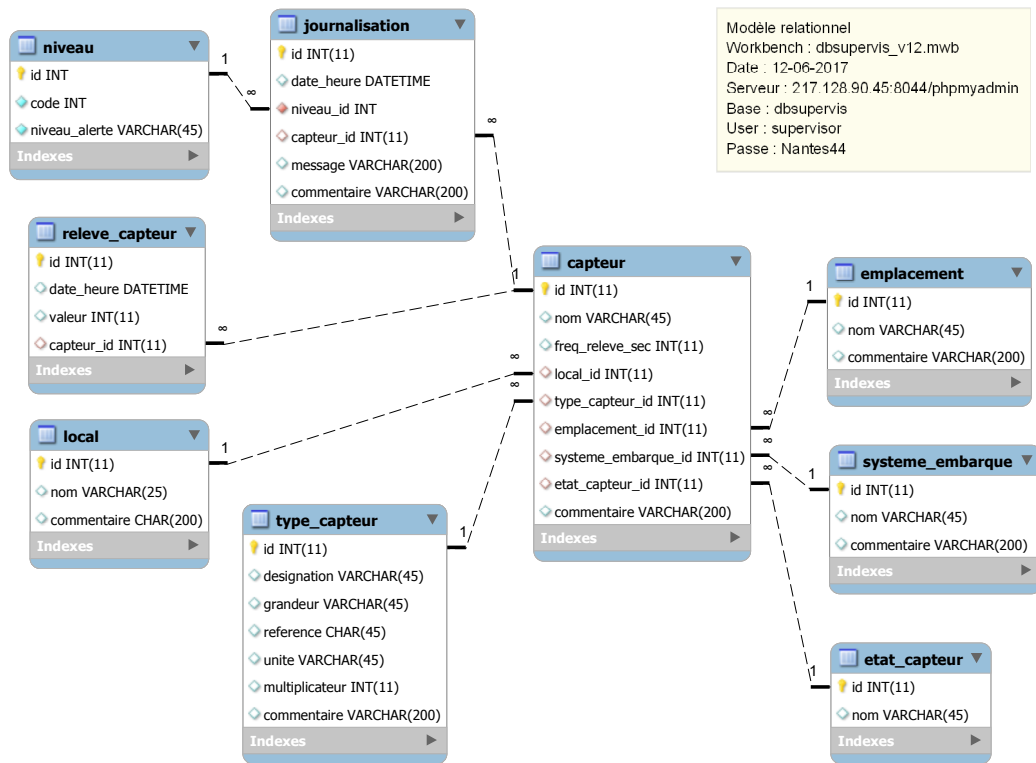 niveau
id INT
code INT
niveau_alerte VARCHAR(45)
Indexes
1
∞
journalisation
id INT(11)
date_heure DATETIME
niveau_id INT
capteur_id INT(11)
message VARCHAR(200)
commentaire VARCHAR(200)
Indexes
∞
1
Modèle relationnel
Workbench : dbsupervis_v12.mwb
Date : 12-06-2017
Serveur : 217.128.90.45:8044/phpmyadmin
Base : dbsupervis
User : supervisor
Passe : Nantes44
releve_capteur
id INT(11)
date_heure DATETIME
valeur INT(11)
capteur_id INT(11)
Indexes
∞
capteur
id INT(11)
nom VARCHAR(45)
freq_releve_sec INT(11)
local_id INT(11)
type_capteur_id INT(11)
emplacement_id INT(11)
systeme_embarque_id INT(11)
etat_capteur_id INT(11)
commentaire VARCHAR(200)
Indexes
∞
∞
∞
∞
∞
emplacement
id INT(11)
nom VARCHAR(45)
commentaire VARCHAR(200)
Indexes
1
local
id INT(11)
nom VARCHAR(25)
commentaire CHAR(200)
Indexes
1
type_capteur
id INT(11)
designation VARCHAR(45)
grandeur VARCHAR(45)
reference CHAR(45)
unite VARCHAR(45)
multiplicateur INT(11)
commentaire VARCHAR(200)
Indexes
1
systeme_embarque
id INT(11)
nom VARCHAR(45)
commentaire VARCHAR(200)
Indexes
1
etat_capteur
id INT(11)
nom VARCHAR(45)
Indexes
1